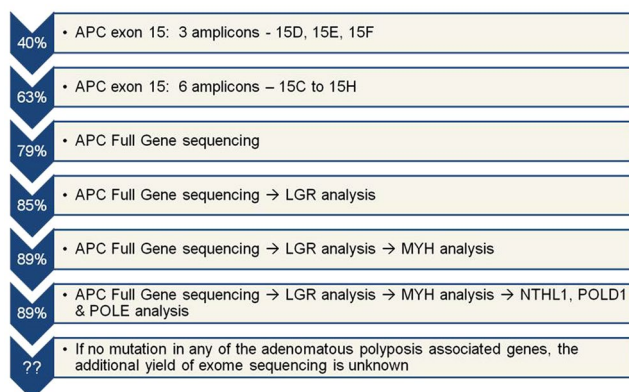 40%
• APC exon 15: 3 amplicons - 15D, 15E, 15F
63%
• APC exon 15: 6 amplicons – 15C to 15H
79%
• APC Full Gene sequencing
85%
• APC Full Gene sequencing → LGR analysis
89%
• APC Full Gene sequencing → LGR analysis → MYH analysis
89%
• APC Full Gene sequencing → LGR analysis → MYH analysis → NTHL1, POLD1
& POLE analysis
??
• If no mutation in any of the adenomatous polyposis associated genes, the
additional yield of exome sequencing is unknown